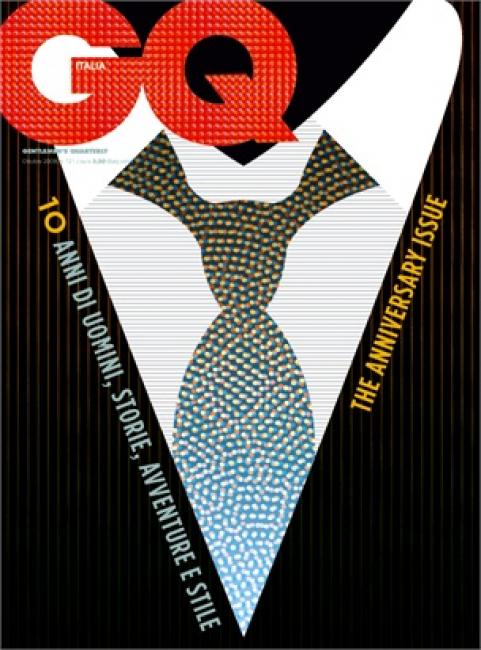 GQ
ITALIA
GENTLEMEN'S QUARTERLY
10 ANNI DI UOMINI, STORIE, AVVENTURE E STILE
THE ANNIVERSARY ISSUE